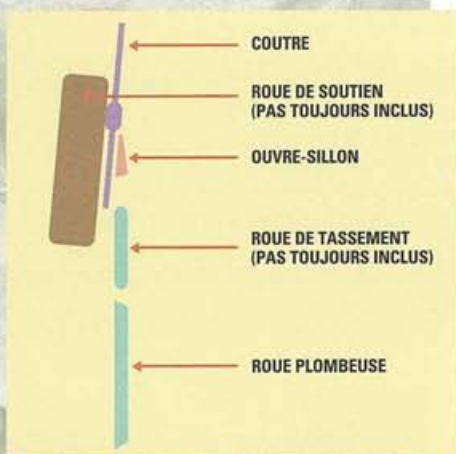 COUTRE
ROUE DE SOUTIEN
(PAS TOUJOURS INCLUS)
OUVRE-SILLON
ROUE DE TASSEMENT
(PAS TOUJOURS INCLUS)
ROUE PLOMBEUSE